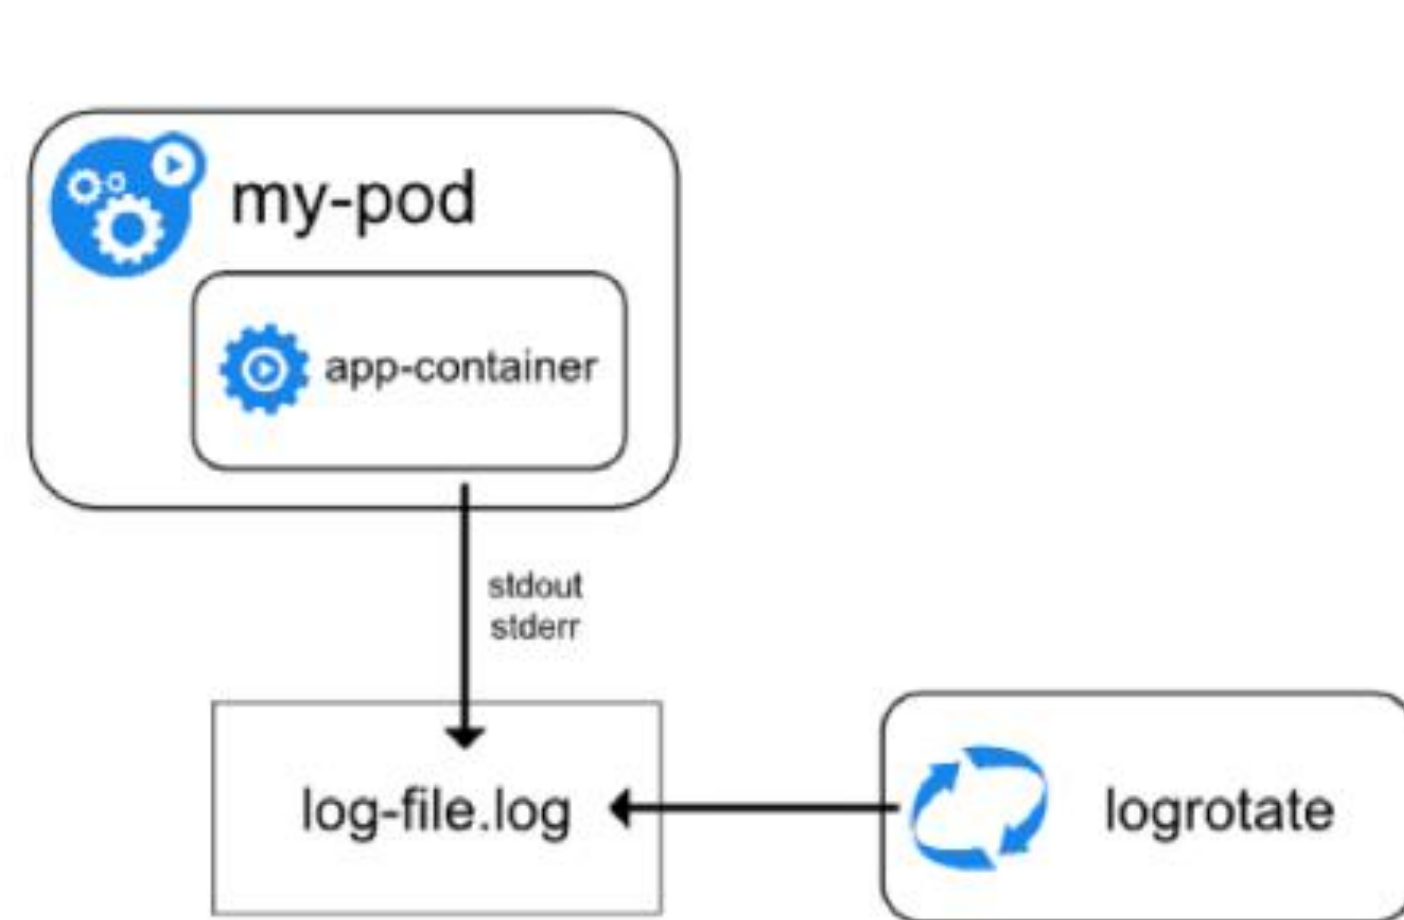 my-pod
app-container
stdout
stderr
log-file.log
logrotate